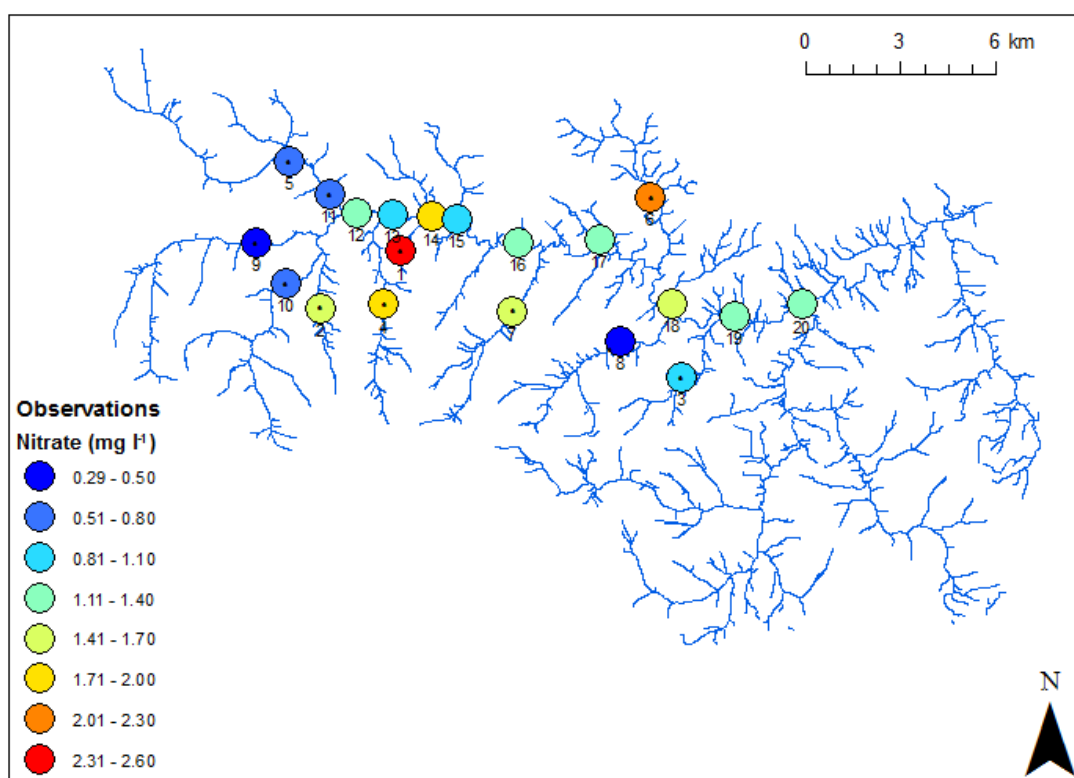 0 3 6 km
5
11
6
12 13 14 15
9
1
16
17
10
2
4
7
18
19
20
8
3
Observations
Nitrate (mg l⁻¹)
0.29 - 0.50
0.51 - 0.80
0.81 - 1.10
1.11 - 1.40
1.41 - 1.70
1.71 - 2.00
2.01 - 2.30
2.31 - 2.60
N